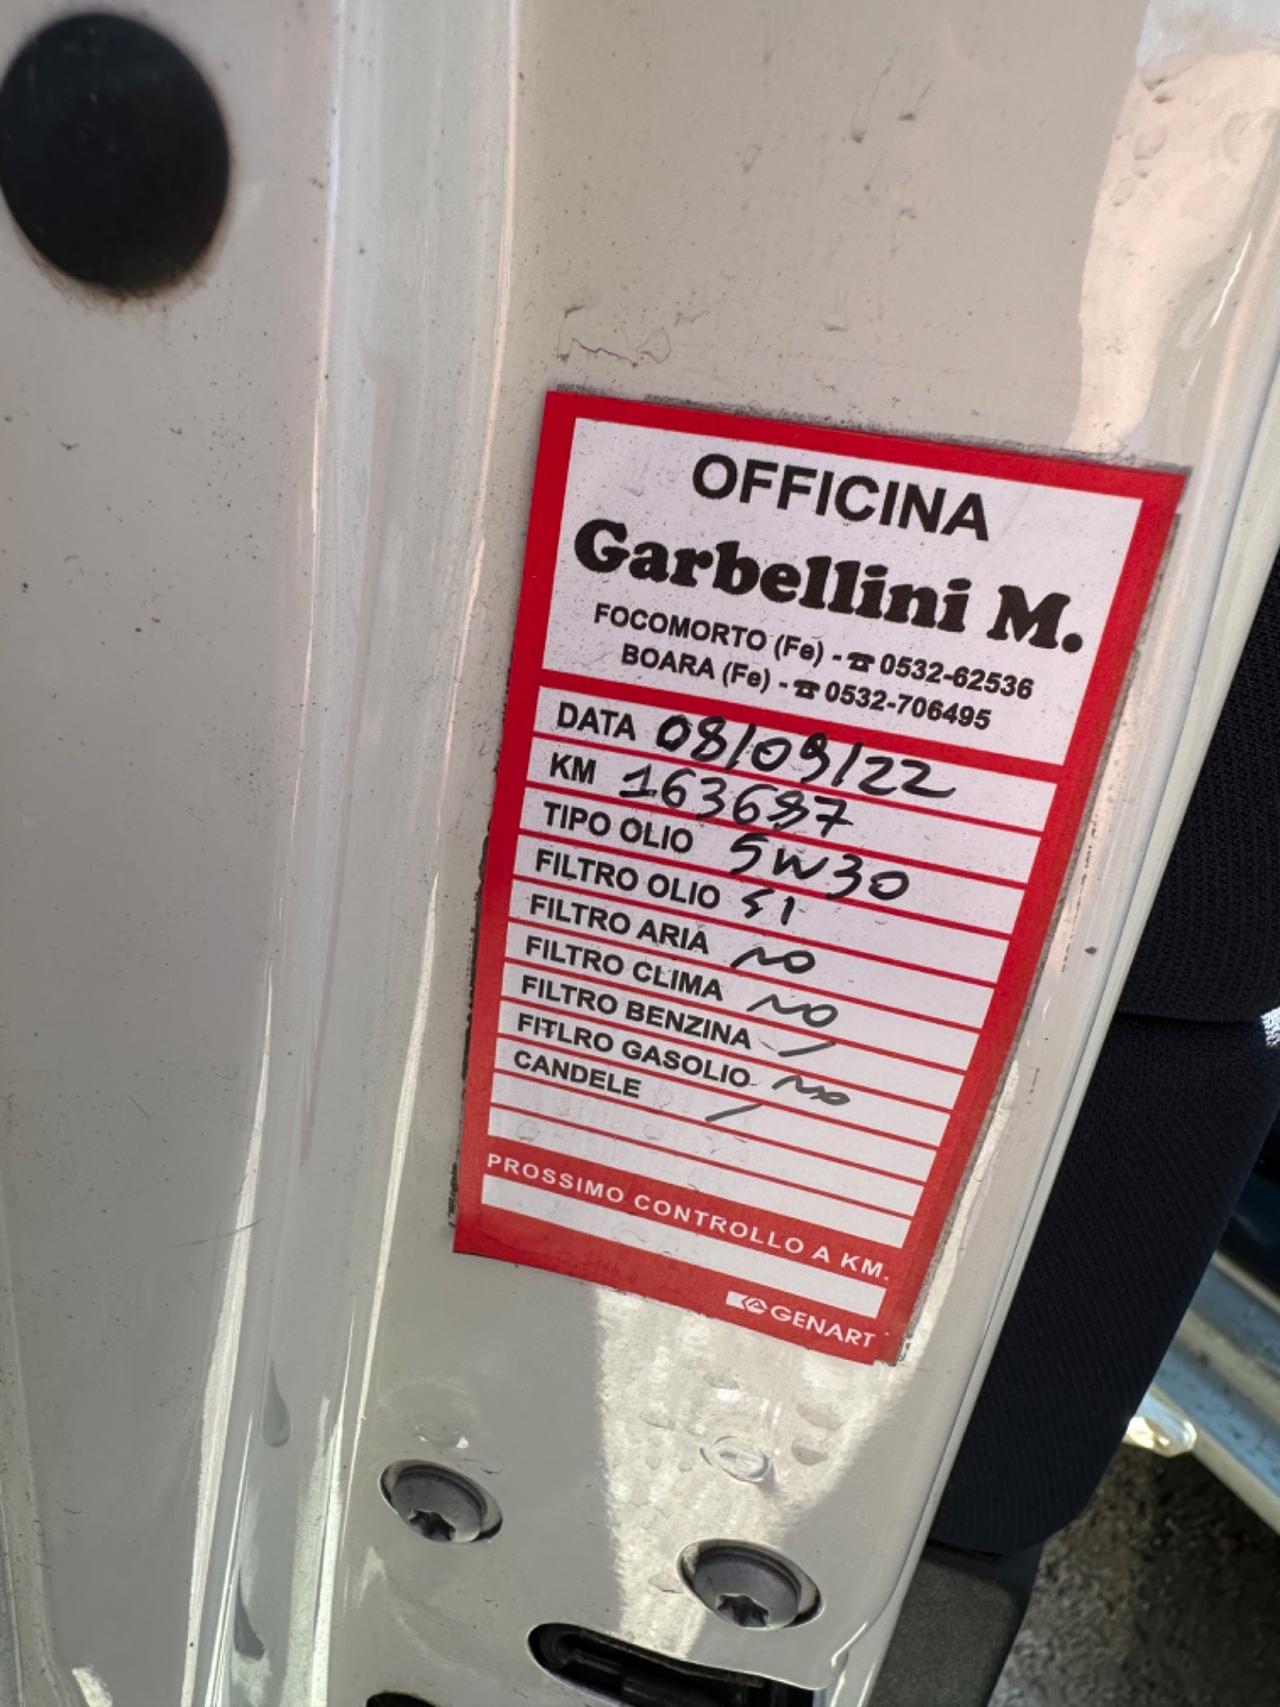 OFFICINA
Garbellini M.
FOCOMORTO (Fe) - ☎ 0532-62536
BOARA (Fe) - ☎ 0532-706495
DATA 08/09/22
KM 163687
TIPO OLIO 5W30
FILTRO OLIO SI
FILTRO ARIA NO
FILTRO CLIMA NO
FILTRO BENZINA /
FITLRO GASOLIO NO
CANDELE /
PROSSIMO CONTROLLO A KM.
GENART